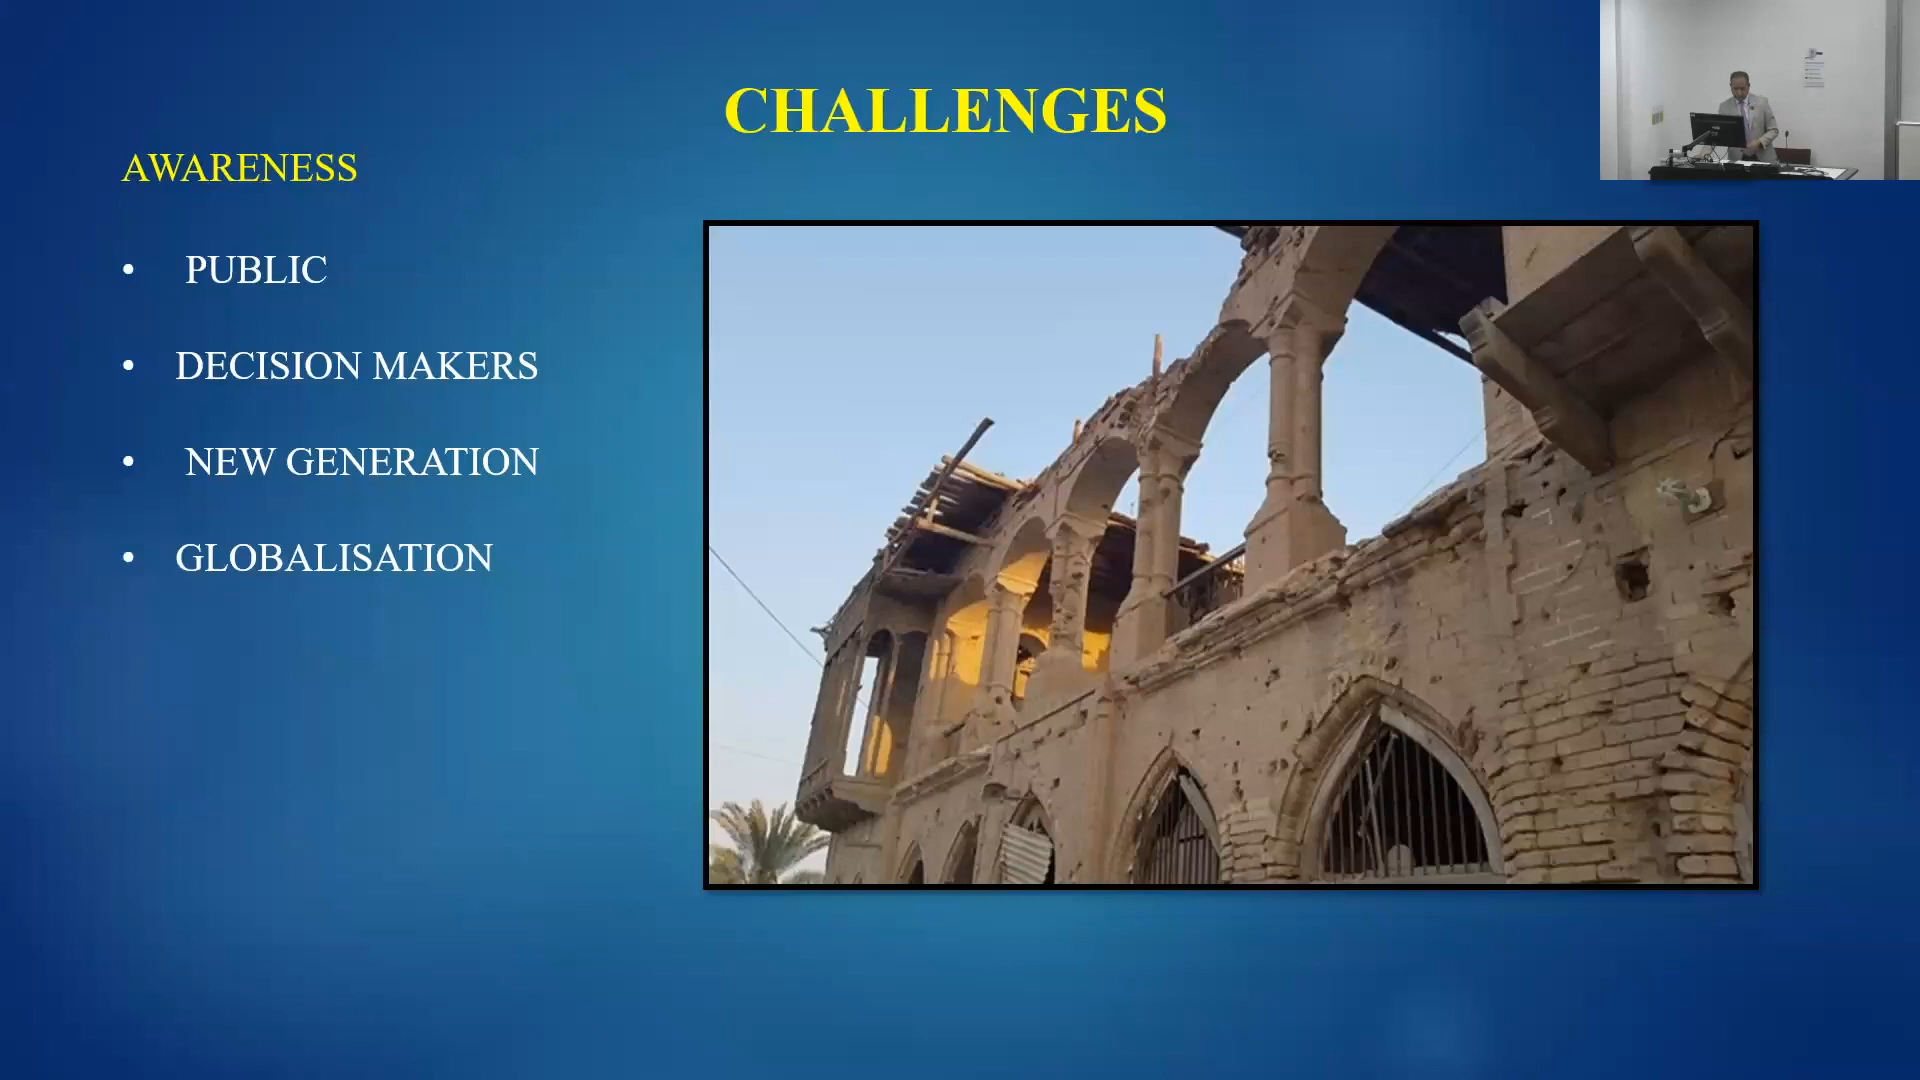 CHALLENGES
AWARENESS
• PUBLIC
• DECISION MAKERS
• NEW GENERATION
• GLOBALISATION